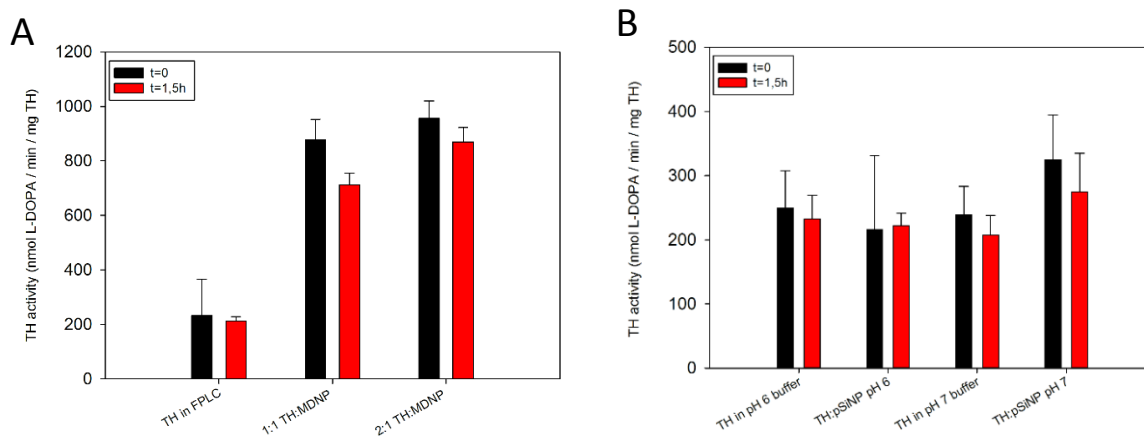 A
TH activity (nmol L-DOPA / min / mg TH)
1200
1000
800
600
400
200
0
t=0
t=1,5h
TH in FPLC
1:1 TH:MDNP
2:1 TH:MDNP
B
TH activity (nmol L-DOPA / min / mg TH)
500
400
300
200
100
0
t=0
t=1,5h
TH in pH 6 buffer
TH:pSiNP pH 6
TH in pH 7 buffer
TH:pSiNP pH 7